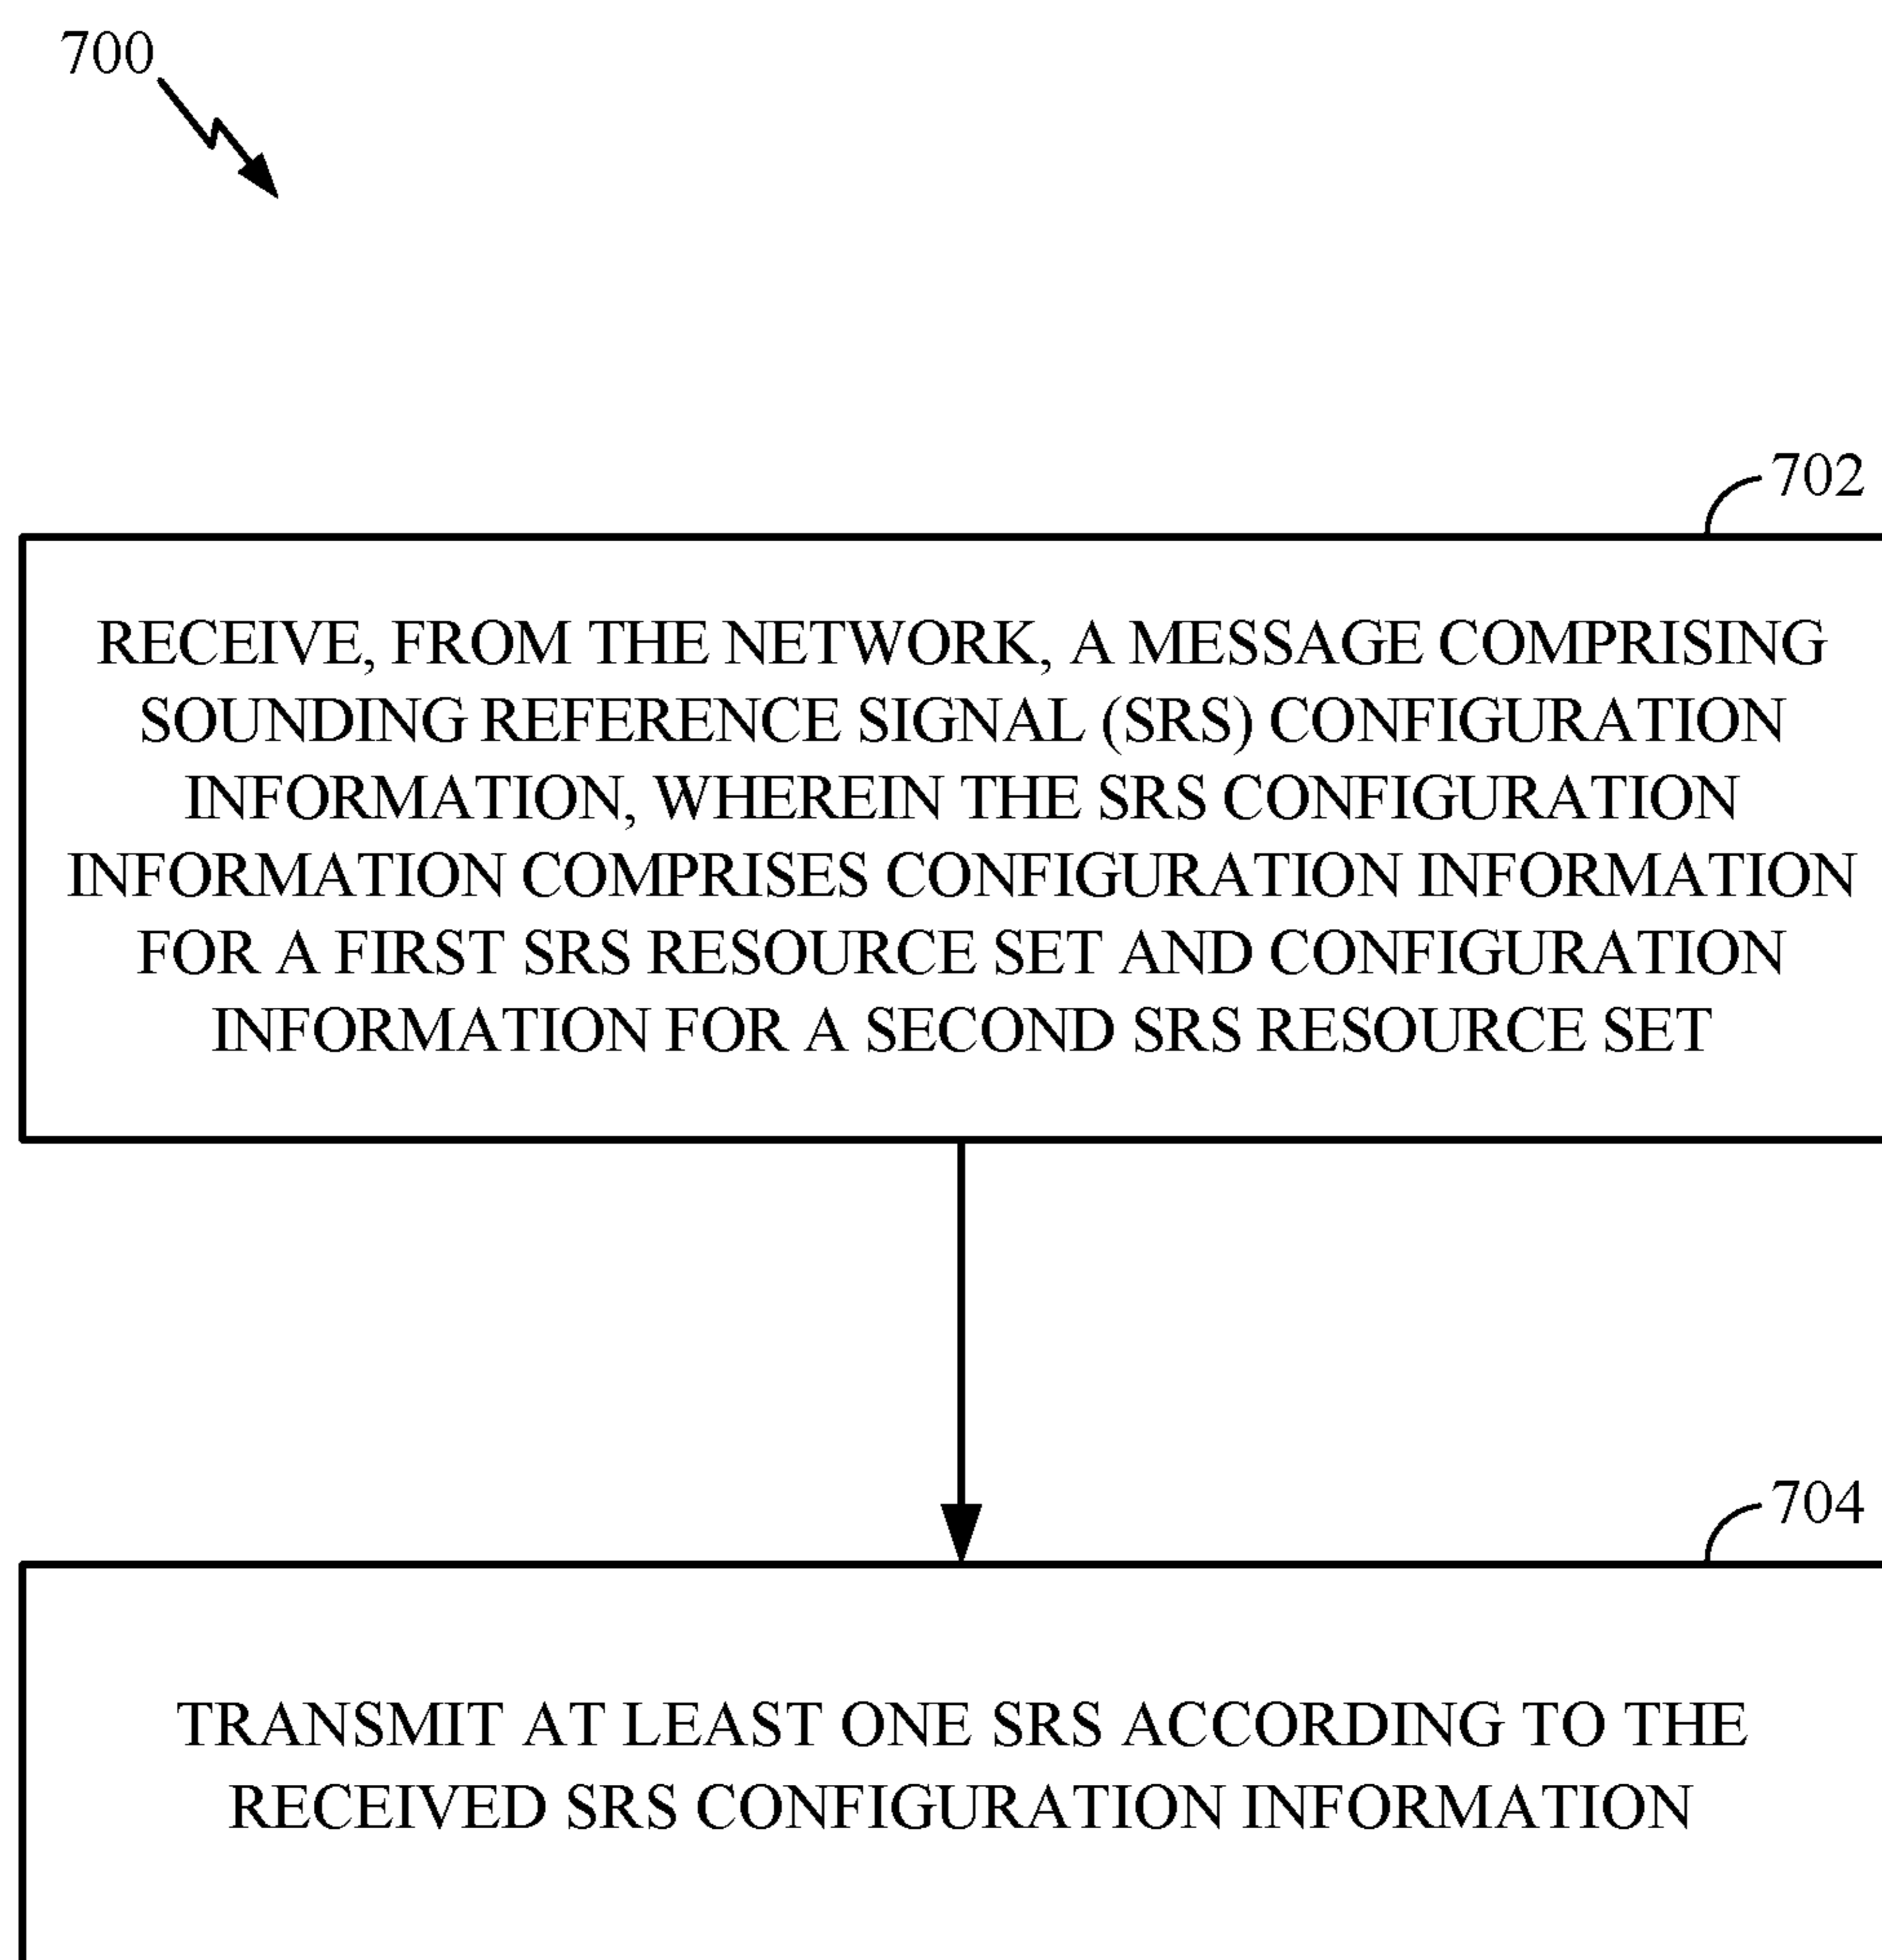 700
702
RECEIVE, FROM THE NETWORK, A MESSAGE COMPRISING
SOUNDING REFERENCE SIGNAL (SRS) CONFIGURATION
INFORMATION, WHEREIN THE SRS CONFIGURATION
INFORMATION COMPRISES CONFIGURATION INFORMATION
FOR A FIRST SRS RESOURCE SET AND CONFIGURATION
INFORMATION FOR A SECOND SRS RESOURCE SET
704
TRANSMIT AT LEAST ONE SRS ACCORDING TO THE
RECEIVED SRS CONFIGURATION INFORMATION